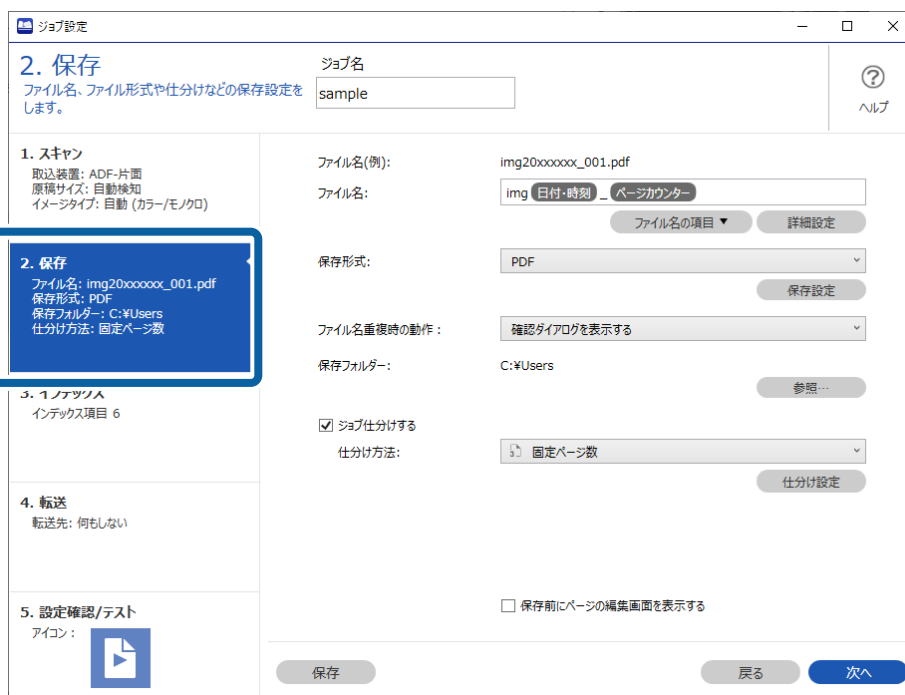 ジョブ設定
2. 保存
ファイル名、ファイル形式や仕分けなどの保存設定を
します。
ジョブ名
sample
ヘルプ
1. スキャン
取込装置: ADF-片面
原稿サイズ: 自動検知
イメージタイプ: 自動 (カラー/モノクロ)
2. 保存
ファイル名: img20xxxxxx_001.pdf
保存形式: PDF
保存フォルダー: C:¥Users
仕分け方法: 固定ページ数
3. インデックス
インデックス項目 6
4. 転送
転送先: 何もしない
5. 設定確認/テスト
アイコン :
ファイル名(例): img20xxxxxx_001.pdf
ファイル名: img 日付・時刻 _ ページカウンター
ファイル名の項目 ▼ 詳細設定
保存形式: PDF
保存設定
ファイル名重複時の動作 : 確認ダイアログを表示する
保存フォルダー: C:¥Users
参照…
ジョブ仕分けする
仕分け方法: 固定ページ数
仕分け設定
保存前にページの編集画面を表示する
保存 戻る 次へ